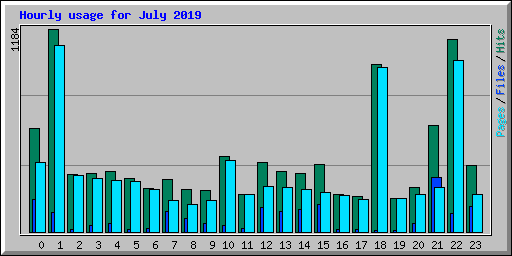 Hourly usage for July 2019
1184
Pages/Files/Hits
0 1 2 3 4 5 6 7 8 9 10 11 12 13 14 15 16 17 18 19 20 21 22 23